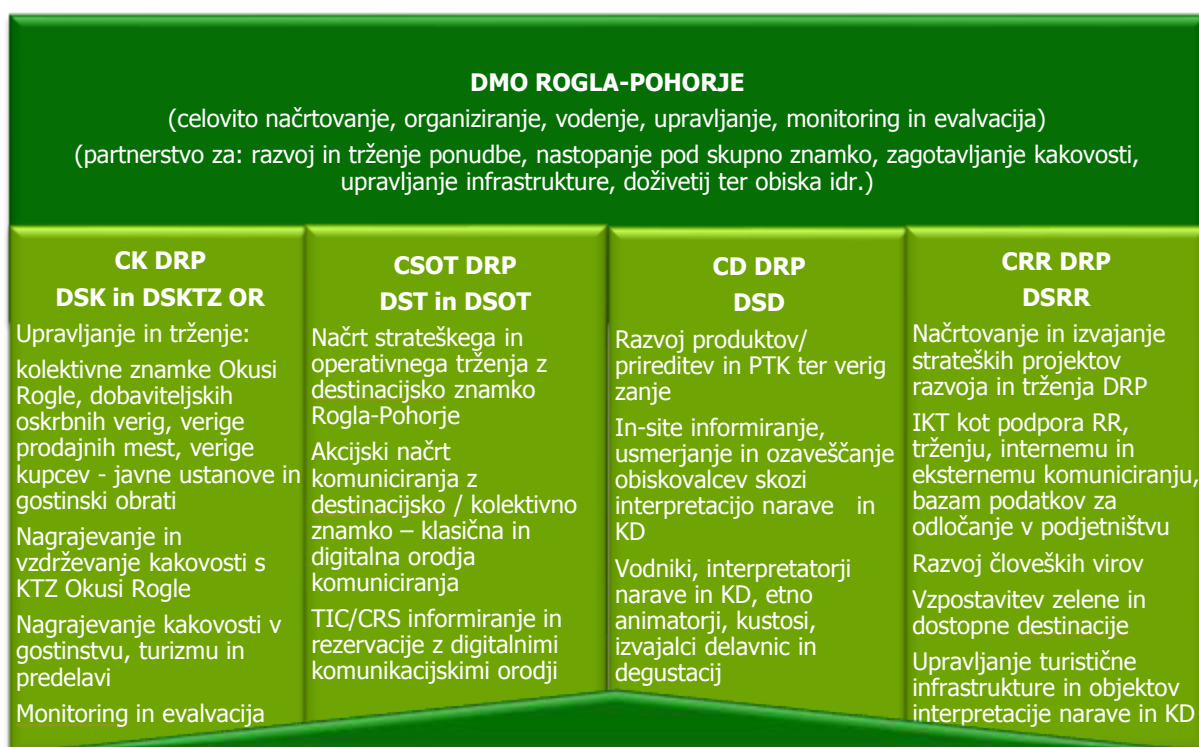 DMO ROGLA-POHORJE
(celovito načrtovanje, organiziranje, vodenje, upravljanje, monitoring in evalvacija)
(partnerstvo za: razvoj in trženje ponudbe, nastopanje pod skupno znamko, zagotavljanje kakovosti,
upravljanje infrastrukture, doživetij ter obiska idr.)
CK DRP
DSK in DSKTZ OR
Upravljanje in trženje:
kolektivne znamke Okusi
Rogle, dobaviteljskih
oskrbnih verig, verige
prodajnih mest, verige
kupcev - javne ustanove in
gostinski obrati
Nagrajevanje in
vzdrževanje kakovosti s
KTZ Okusi Rogle
Nagrajevanje kakovosti v
gostinstvu, turizmu in
predelavi
Monitoring in evalvacija
CSOT DRP
DST in DSOT
Načrt strateškega in
operativnega trženja z
destinacijsko znamko
Rogla-Pohorje
Akcijski načrt
komuniciranja z
destinacijsko / kolektivno
znamko – klasična in
digitalna orodja
komuniciranja
TIC/CRS informiranje in
rezervacije z digitalnimi
komunikacijskimi orodji
CD DRP
DSD
Razvoj produktov/
prireditev in PTK ter verig
zanje
In-site informiranje,
usmerjanje in ozaveščanje
obiskovalcev skozi
interpretacijo narave in
KD
Vodniki, interpretatorji
narave in KD, etno
animatorji, kustosi,
izvajalci delavnic in
degustacij
CRR DRP
DSRR
Načrtovanje in izvajanje
strateških projektov
razvoja in trženja DRP
IKT kot podpora RR,
trženju, internemu in
eksternemu komuniciranju,
bazam podatkov za
odločanje v podjetništvu
Razvoj človeških virov
Vzpostavitev zelene in
dostopne destinacije
Upravljanje turistične
infrastrukture in objektov
interpretacije narave in KD